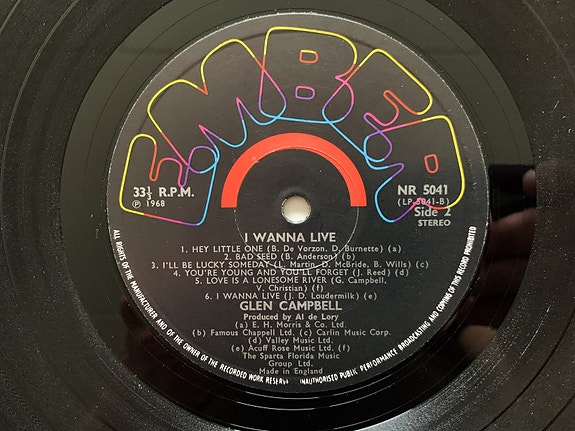 EMBER
33⅓ R.P.M.
Ⓟ 1968
NR 5041
(LP-5041-B)
Side 2
STEREO
I WANNA LIVE
1. HEY LITTLE ONE (B. De Vorzon, D. Burnette) (a)
2. BAD SEED (B. Anderson) (b)
3. I'LL BE LUCKY SOMEDAY (L. Martin, D. McBride, B. Wills) (c)
4. YOU'RE YOUNG AND YOU'LL FORGET (J. Reed) (d)
5. LOVE IS A LONESOME RIVER (G. Campbell,
V. Christian) (f)
6. I WANNA LIVE (J. D. Loudermilk) (e)
GLEN CAMPBELL
Produced by Al de Lory
(a) E. H. Morris & Co. Ltd.
(b) Famous Chappell Ltd. (c) Carlin Music Corp.
(d) Valley Music Ltd.
(e) Acuff Rose Music Ltd. (f)
The Sparta Florida Music
Group Ltd.
Made in England
ALL RIGHTS OF THE MANUFACTURER AND OF THE OWNER OF THE RECORDED WORK RESERVED UNAUTHORISED PUBLIC PERFORMANCE BROADCASTING AND COPYING OF THIS RECORD PROHIBITED